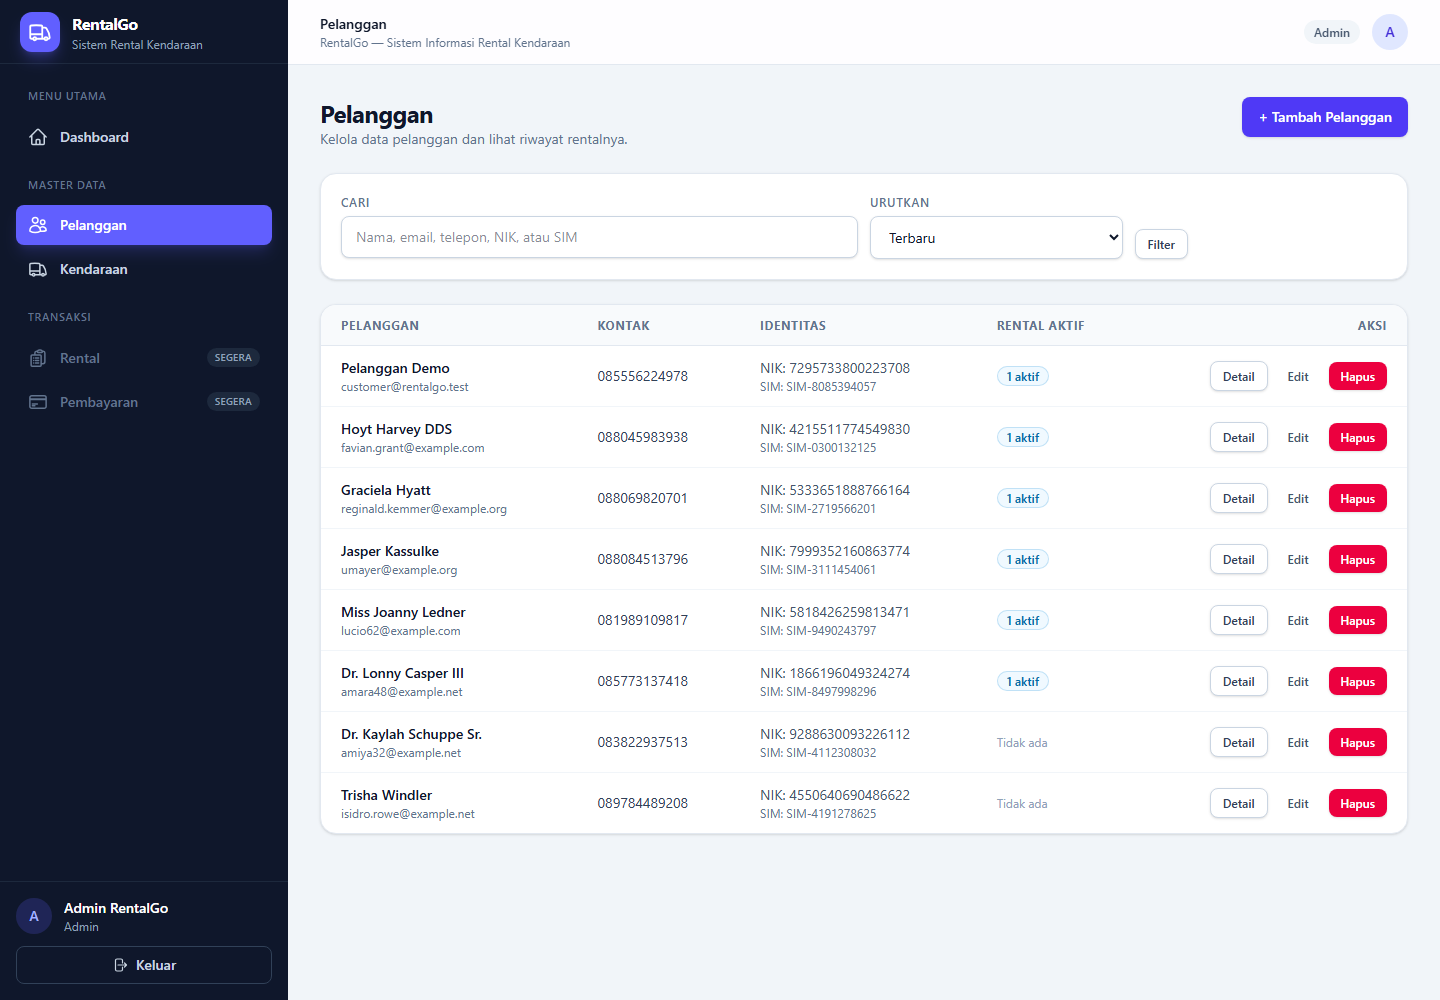 RentalGo
Sistem Rental Kendaraan
MENU UTAMA
Dashboard
MASTER DATA
Pelanggan
Kendaraan
TRANSAKSI
Rental SEGERA
Pembayaran SEGERA
A
Admin RentalGo
Admin
Keluar
Pelanggan
RentalGo — Sistem Informasi Rental Kendaraan
Admin A
Pelanggan
Kelola data pelanggan dan lihat riwayat rentalnya.
+ Tambah Pelanggan
CARI URUTKAN
Nama, email, telepon, NIK, atau SIM Terbaru Filter
PELANGGAN KONTAK IDENTITAS RENTAL AKTIF AKSI
Pelanggan Demo
customer@rentalgo.test
085556224978
NIK: 7295733800223708
SIM: SIM-8085394057
1 aktif
Detail Edit Hapus
Hoyt Harvey DDS
favian.grant@example.com
088045983938
NIK: 4215511774549830
SIM: SIM-0300132125
1 aktif
Detail Edit Hapus
Graciela Hyatt
reginald.kemmer@example.org
088069820701
NIK: 5333651888766164
SIM: SIM-2719566201
1 aktif
Detail Edit Hapus
Jasper Kassulke
umayer@example.org
088084513796
NIK: 7999352160863774
SIM: SIM-3111454061
1 aktif
Detail Edit Hapus
Miss Joanny Ledner
lucio62@example.com
081989109817
NIK: 5818426259813471
SIM: SIM-9490243797
1 aktif
Detail Edit Hapus
Dr. Lonny Casper III
amara48@example.net
085773137418
NIK: 1866196049324274
SIM: SIM-8497998296
1 aktif
Detail Edit Hapus
Dr. Kaylah Schuppe Sr.
amiya32@example.net
083822937513
NIK: 9288630093226112
SIM: SIM-4112308032
Tidak ada
Detail Edit Hapus
Trisha Windler
isidro.rowe@example.net
089784489208
NIK: 4550640690486622
SIM: SIM-4191278625
Tidak ada
Detail Edit Hapus